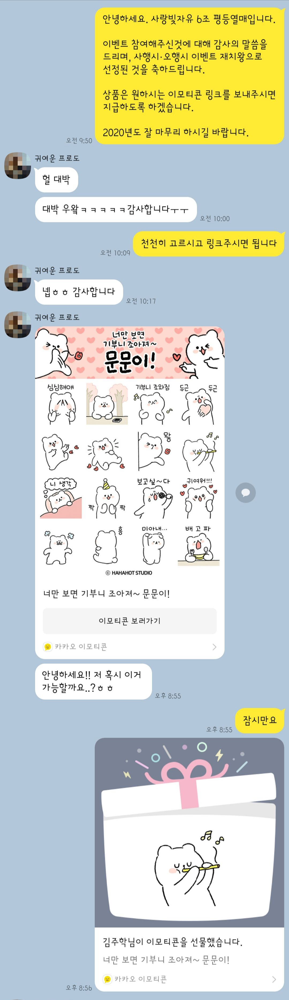 안녕하세요. 사랑빛자유 6조 평등열매입니다.
이벤트 참여해주신것에 대해 감사의 말씀을
드리며, 사행시·오행시 이벤트 재치왕으로
선정된 것을 축하드립니다.
상품은 원하시는 이모티콘 링크를 보내주시면
지급하도록 하겠습니다.
2020년도 잘 마무리 하시길 바랍니다.
오전 9:50
귀여운 프로도
헐 대박
대박 우왘ㅋㅋㅋㅋㅋ감사합니다ㅜㅜ
오전 10:00
천천히 고르시고 링크주시면 됩니다
오전 10:09
귀여운 프로도
넵ㅎㅎ 감사합니다
오전 10:17
귀여운 프로도
너만 보면
기부니 조아져~
문문이!
심심해애
기부니 조와짐
두근 두근
뫙
니 생각
짝 짝
보고싶~다
귀여워!!!
흥
미아내...
배 고 파
© HAHAHOT STUDIO
너만 보면 기부니 조아져~ 문문이!
이모티콘 보러가기
카카오 이모티콘
안녕하세요!! 저 혹시 이거
가능할까요..?ㅎㅎ
오후 8:55
잠시만요
오후 8:55
김주학님이 이모티콘을 선물했습니다.
너만 보면 기부니 조아져~ 문문이!
카카오 이모티콘
오후 8:56